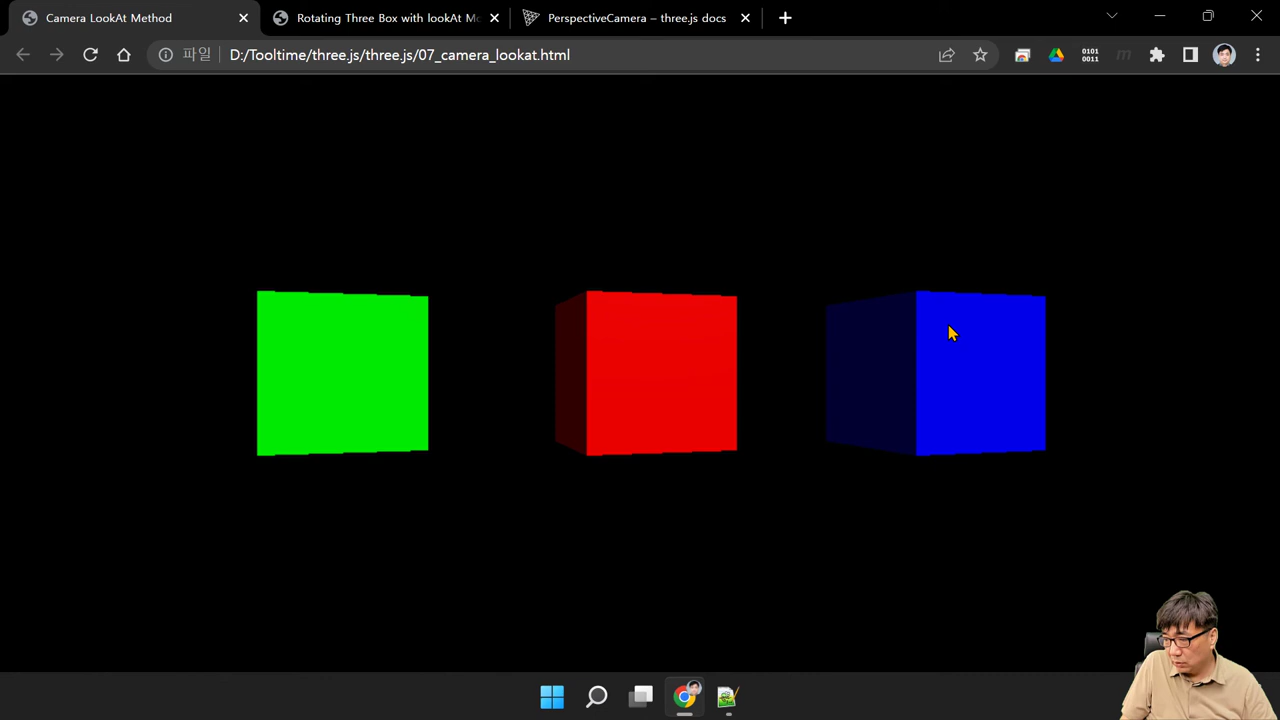 Camera LookAt Method
Rotating Three Box with lookAt Me
PerspectiveCamera – three.js docs
파일
D:/Tooltime/three.js/three.js/07_camera_lookat.html
0101
0011
m